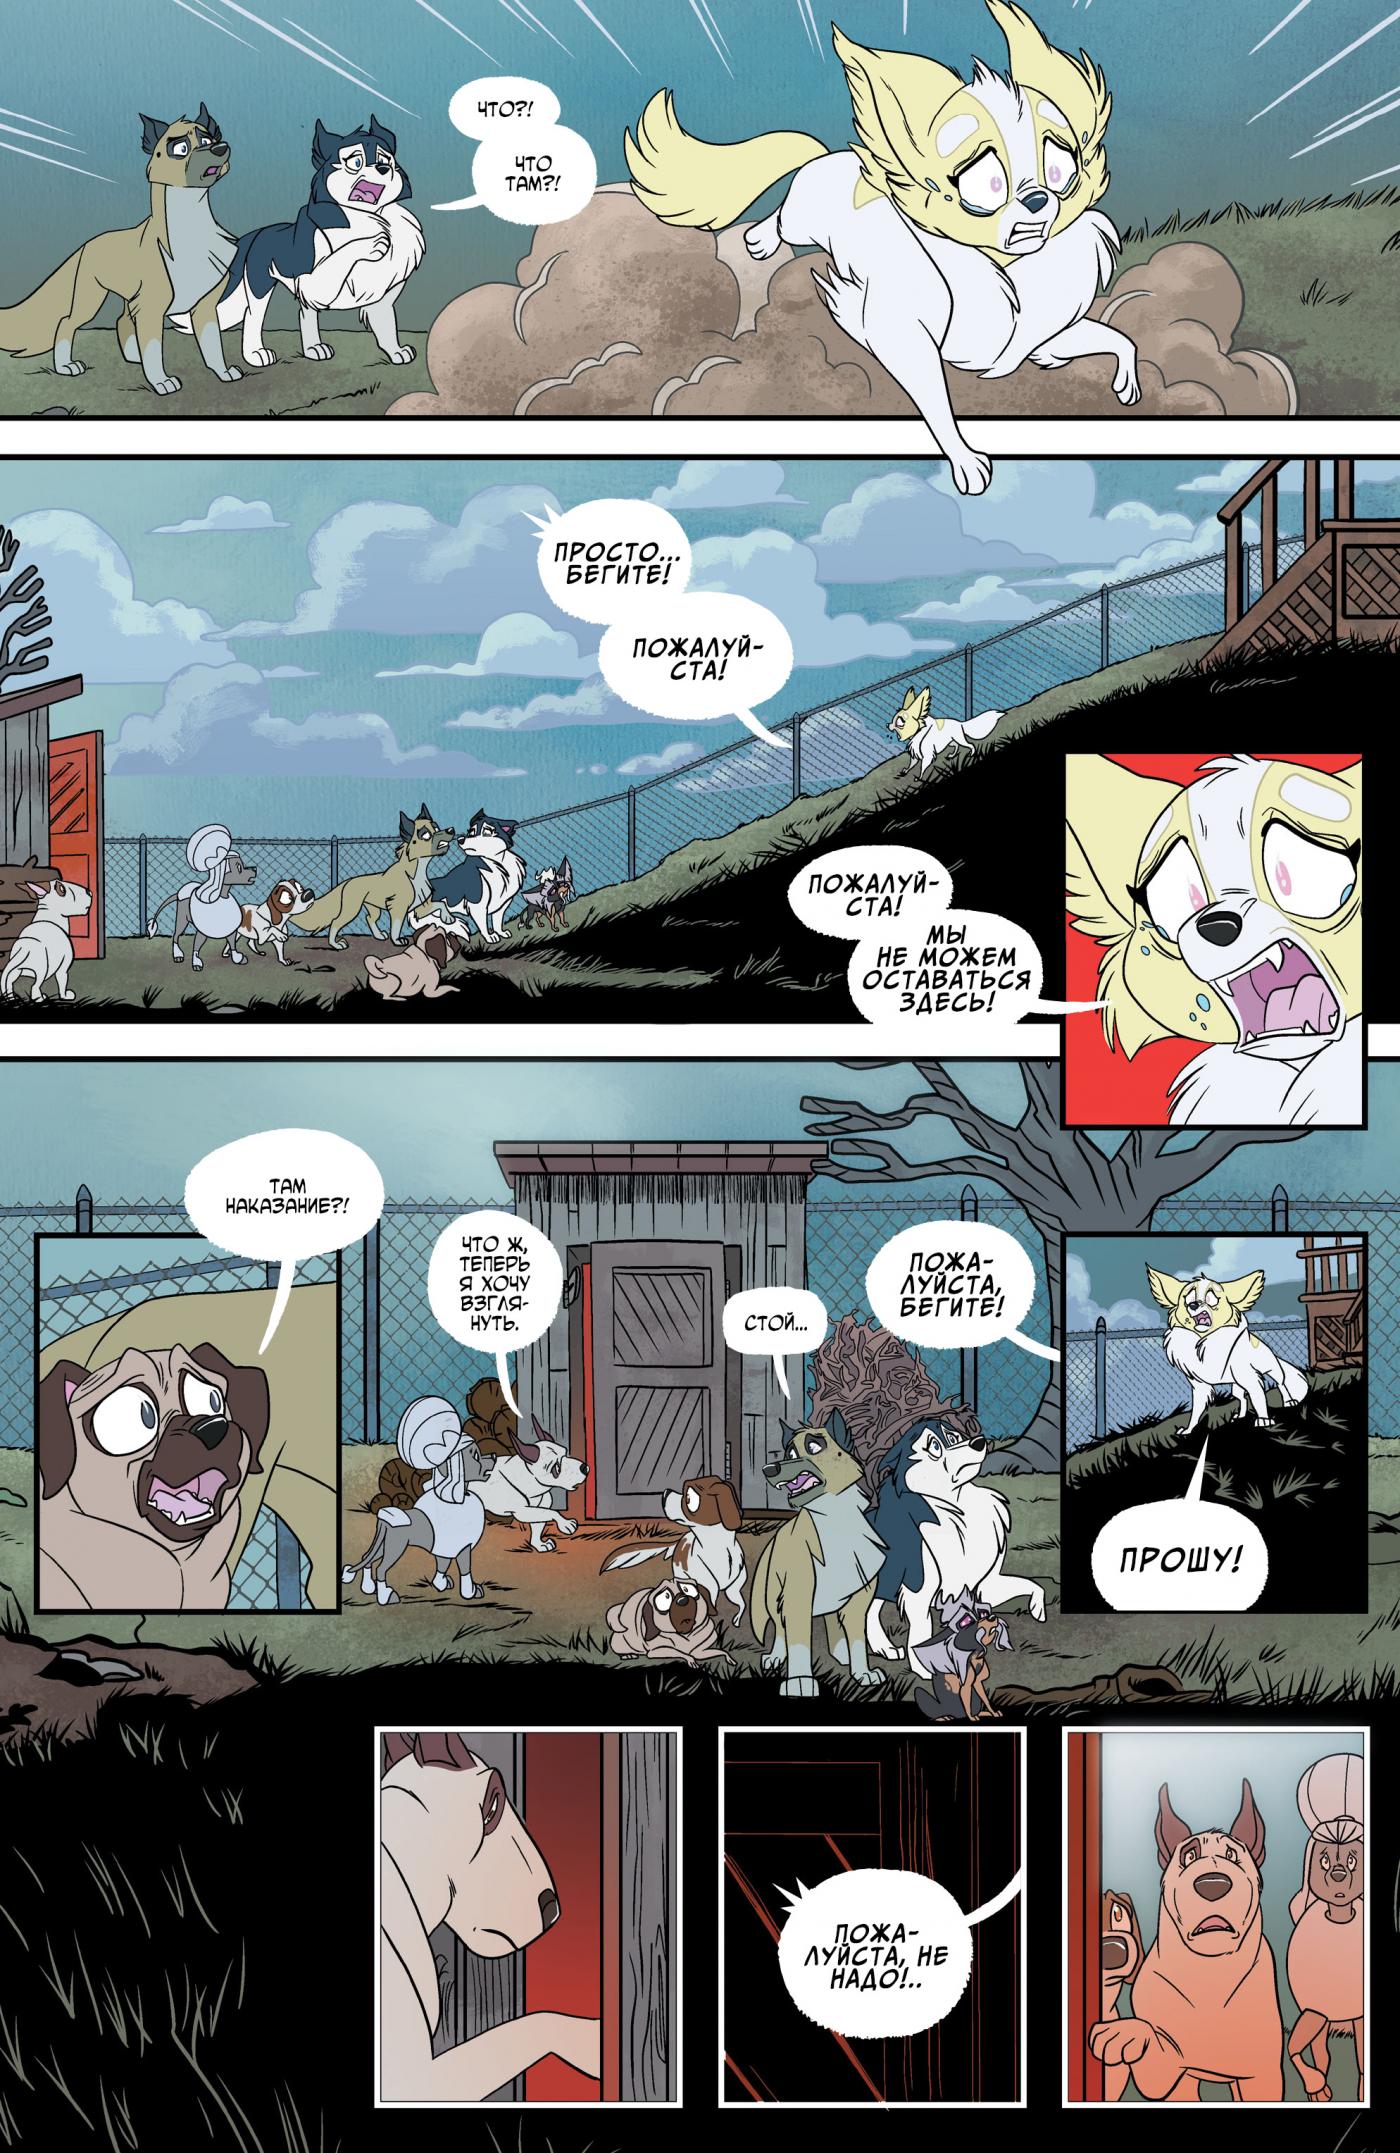 ЧТО?!
ЧТО
ТАМ?!
ПРОСТО...
БЕГИТЕ!
ПОЖАЛУЙ-
СТА!
ПОЖАЛУЙ-
СТА!
МЫ
НЕ МОЖЕМ
ОСТАВАТЬСЯ
ЗДЕСЬ!
ТАМ
НАКАЗАНИЕ?!
ЧТО Ж,
ТЕПЕРЬ
Я ХОЧУ
ВЗГЛЯ-
НУТЬ.
СТОЙ...
ПОЖА-
ЛУЙСТА,
БЕГИТЕ!
ПРОШУ!
ПОЖА-
ЛУЙСТА, НЕ
НАДО!..